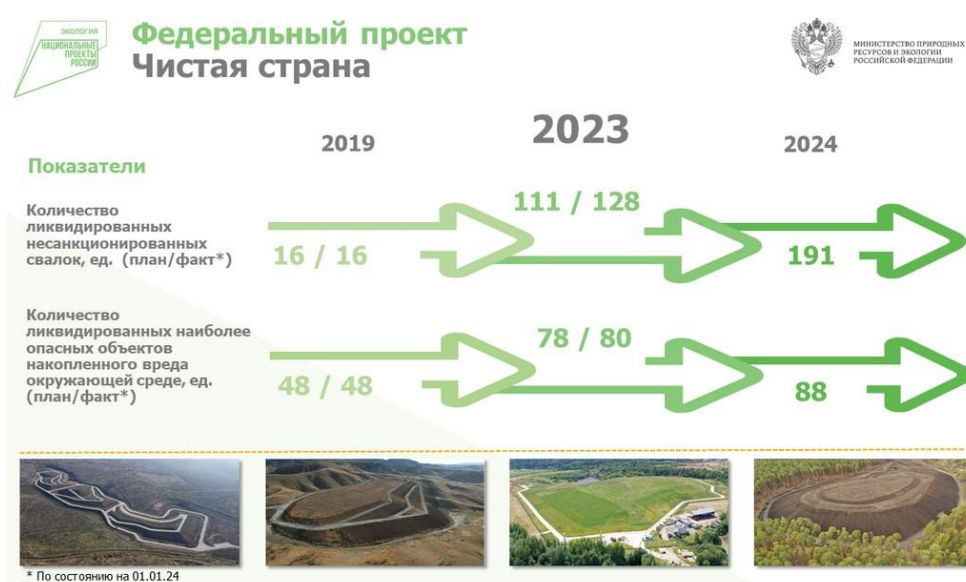 экология
НАЦИОНАЛЬНЫЕ
ПРОЕКТЫ
РОССИИ
Федеральный проект
Чистая страна
МИНИСТЕРСТВО ПРИРОДНЫХ
РЕСУРСОВ И ЭКОЛОГИИ
РОССИЙСКОЙ ФЕДЕРАЦИИ
2019
2023
2024
Показатели
Количество
ликвидированных
несанкционированных
свалок, ед. (план/факт*)
16 / 16
111 / 128
191
Количество
ликвидированных наиболее
опасных объектов
накопленного вреда
окружающей среде, ед.
(план/факт*)
48 / 48
78 / 80
88
* По состоянию на 01.01.24